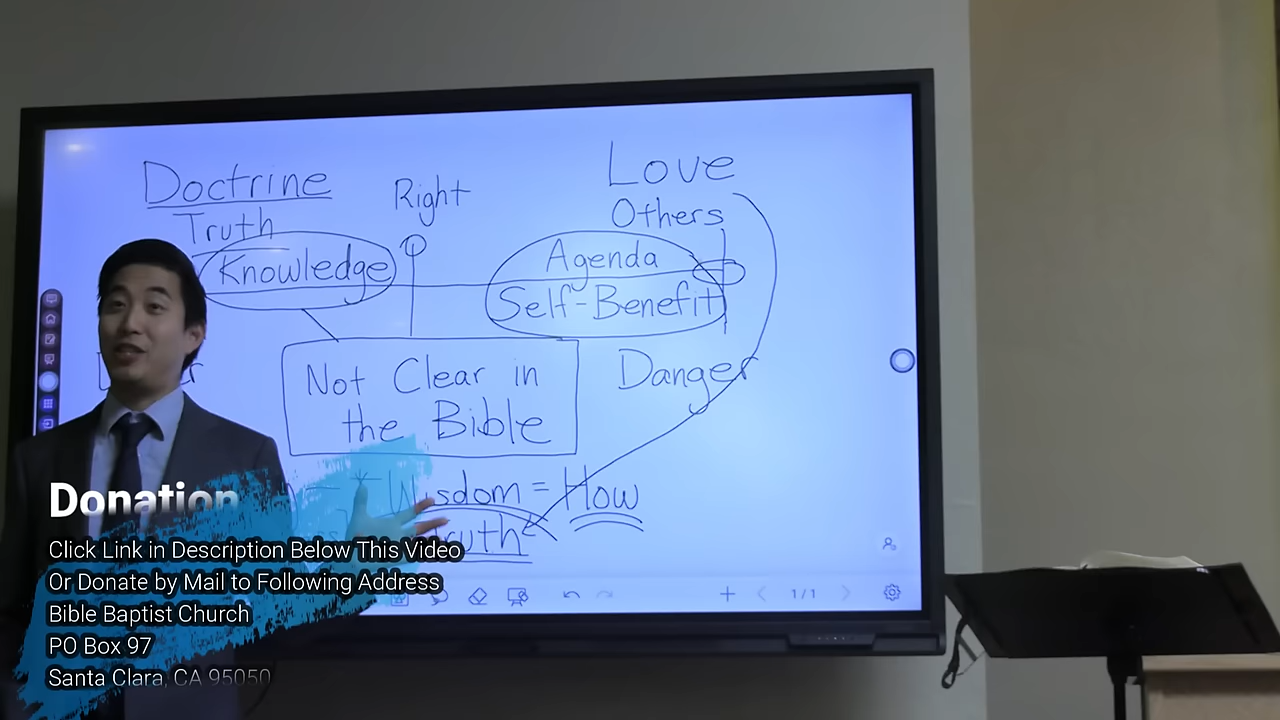 Doctrine
Love
Right
Truth
Others
Knowledge
Agenda
Self-Benefit
Not Clear in
the Bible
Danger
= How
Donation
Click Link in Description Below This Video
Or Donate by Mail to Following Address
Bible Baptist Church
PO Box 97
Santa Clara, CA 95050
1/1